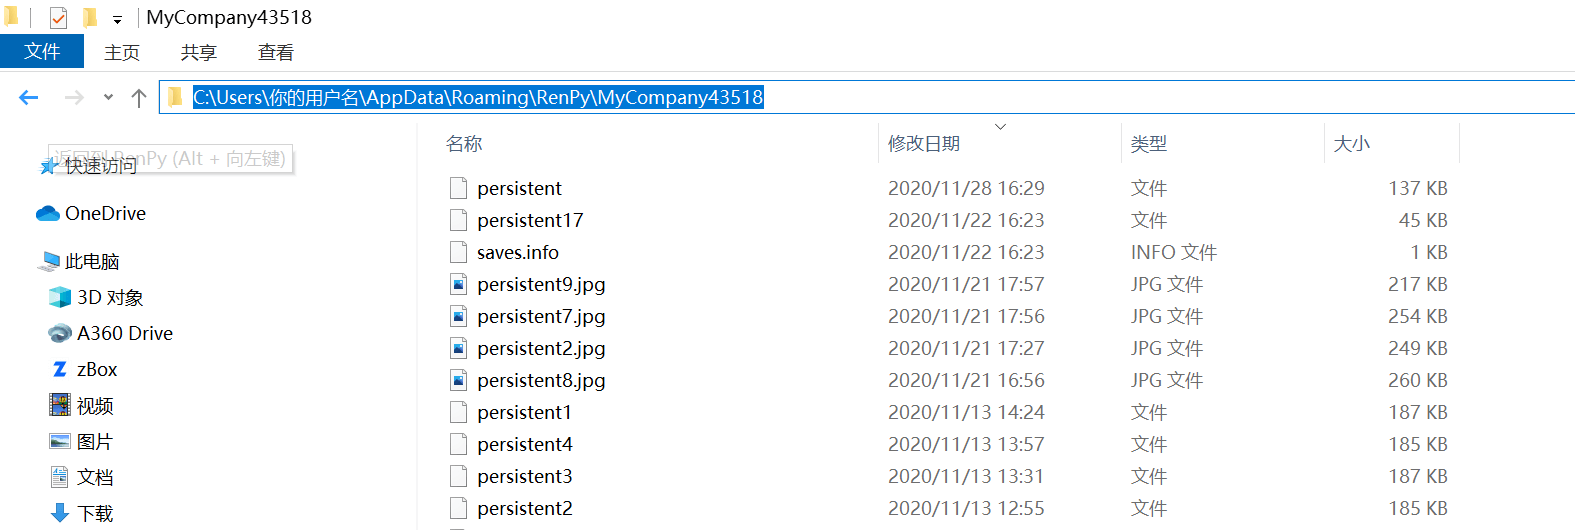 MyCompany43518
文件 主页 共享 查看
C:\Users\你的用户名\AppData\Roaming\RenPy\MyCompany43518
返回到 RenPy (Alt + 向左键)
快速访问
OneDrive
此电脑
3D 对象
A360 Drive
zBox
视频
图片
文档
下载
名称 修改日期 类型 大小
persistent 2020/11/28 16:29 文件 137 KB
persistent17 2020/11/22 16:23 文件 45 KB
saves.info 2020/11/22 16:23 INFO 文件 1 KB
persistent9.jpg 2020/11/21 17:57 JPG 文件 217 KB
persistent7.jpg 2020/11/21 17:56 JPG 文件 254 KB
persistent2.jpg 2020/11/21 17:27 JPG 文件 249 KB
persistent8.jpg 2020/11/21 16:56 JPG 文件 260 KB
persistent1 2020/11/13 14:24 文件 187 KB
persistent4 2020/11/13 13:57 文件 185 KB
persistent3 2020/11/13 13:31 文件 187 KB
persistent2 2020/11/13 12:55 文件 185 KB